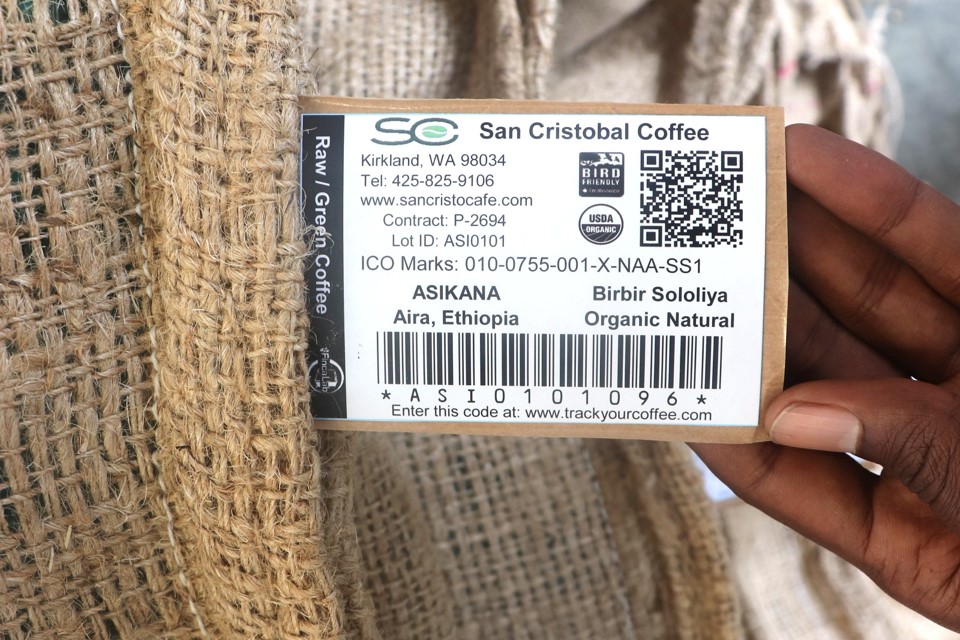 Raw / Green Coffee
FincaLab
SC San Cristobal Coffee
Kirkland, WA 98034
Tel: 425-825-9106
www.sancristocafe.com
Contract: P-2694
Lot ID: ASI0101
BIRD
FRIENDLY
USDA
ORGANIC
ICO Marks: 010-0755-001-X-NAA-SS1
ASIKANA Birbir Sololiya
Aira, Ethiopia Organic Natural
*ASI0101096*
Enter this code at: www.trackyourcoffee.com